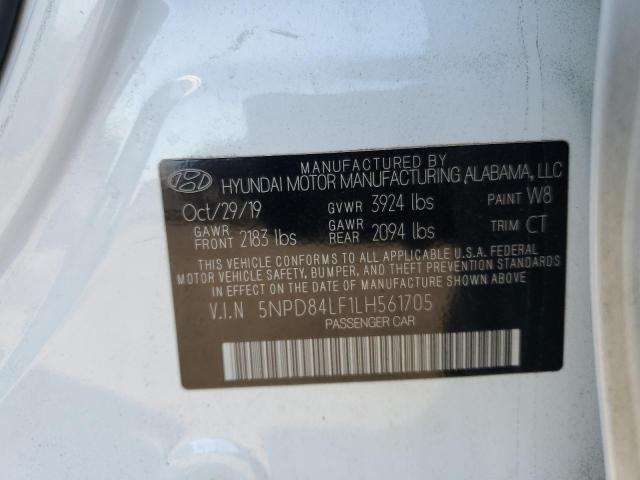 MANUFACTURED BY
HYUNDAI MOTOR MANUFACTURING ALABAMA, LLC
Oct/29/19 GVWR 3924 lbs PAINT W8
GAWR FRONT 2183 lbs GAWR REAR 2094 lbs TRIM CT
THIS VEHICLE CONFORMS TO ALL APPLICABLE U.S.A. FEDERAL
MOTOR VEHICLE SAFETY, BUMPER, AND THEFT PREVENTION STANDARDS
IN EFFECT ON THE DATE OF MANUFACTURE SHOWN ABOVE.
V.I.N 5NPD84LF1LH561705
PASSENGER CAR